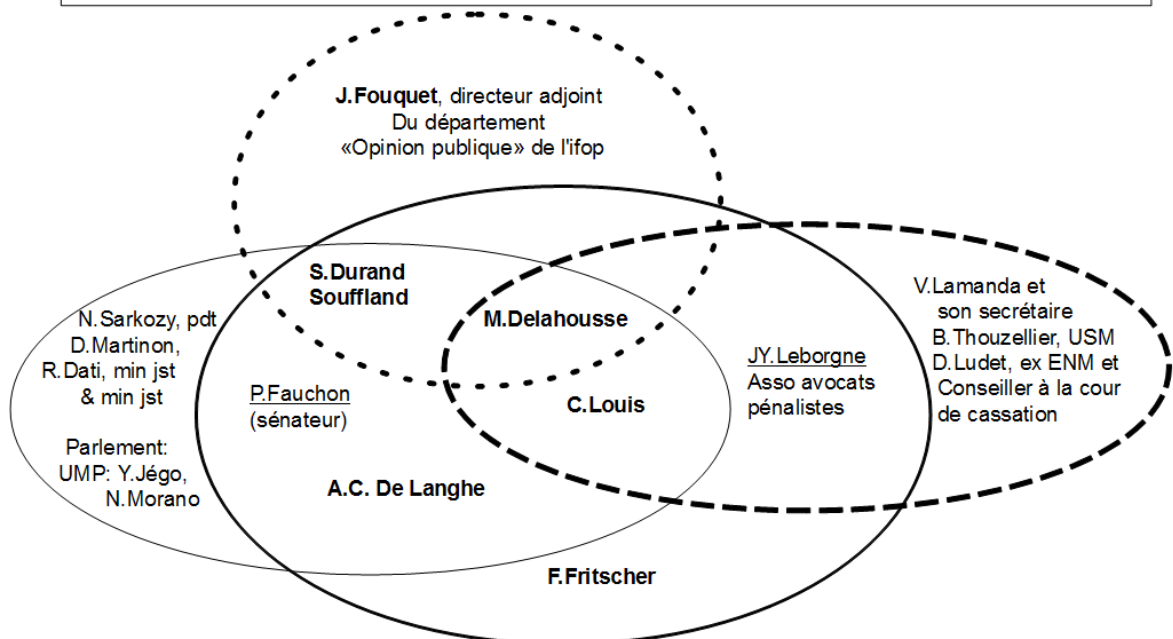 J.Fouquet, directeur adjoint
Du département
«Opinion publique» de l'ifop
S.Durand
Souffland
M.Delahousse
N.Sarkozy, pdt
D.Martinon,
R.Dati, min jst
& min jst
P.Fauchon
(sénateur)
Parlement:
UMP: Y.Jégo,
N.Morano
A.C. De Langhe
C.Louis
JY.Leborgne
Asso avocats
pénalistes
V.Lamanda et
son secrétaire
B.Thouzellier, USM
D.Ludet, ex ENM et
Conseiller à la cour
de cassation
F.Fritscher